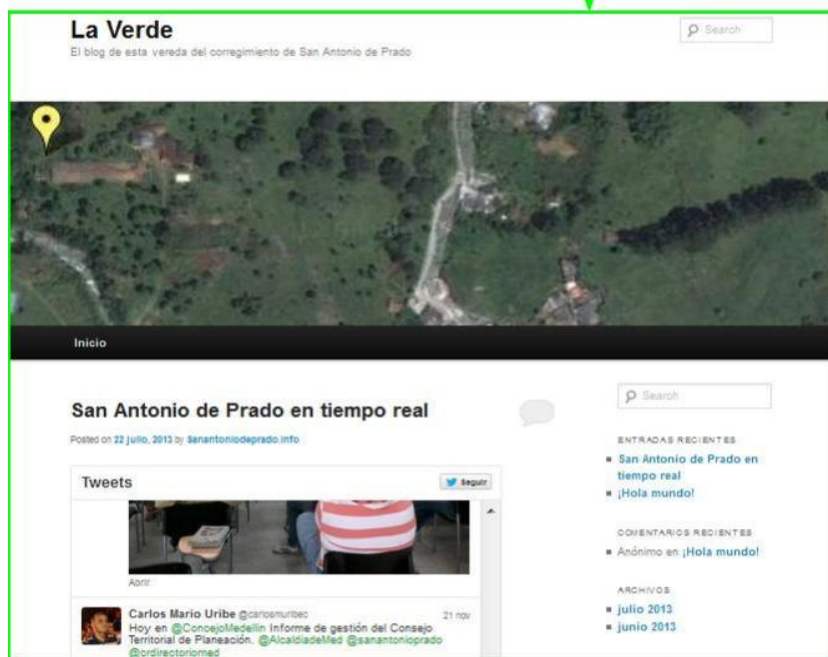 La Verde
El blog de esta vereda del corregimiento de San Antonio de Prado
Search
Inicio
San Antonio de Prado en tiempo real
Posted on 22 julio, 2013 by Sanantoniodeprado.info
Tweets
Seguir
Abrir
Carlos Mario Uribe @carlosmuribec
21 nov
Hoy en @ConcejoMedellin Informe de gestión del Consejo
Territorial de Planeación. @AlcaldiadeMed @sanantonioprado
@ordirectoriomed
Search
ENTRADAS RECIENTES
San Antonio de Prado en
tiempo real
¡Hola mundo!
COMENTARIOS RECIENTES
Anónimo en ¡Hola mundo!
ARCHIVOS
julio 2013
junio 2013